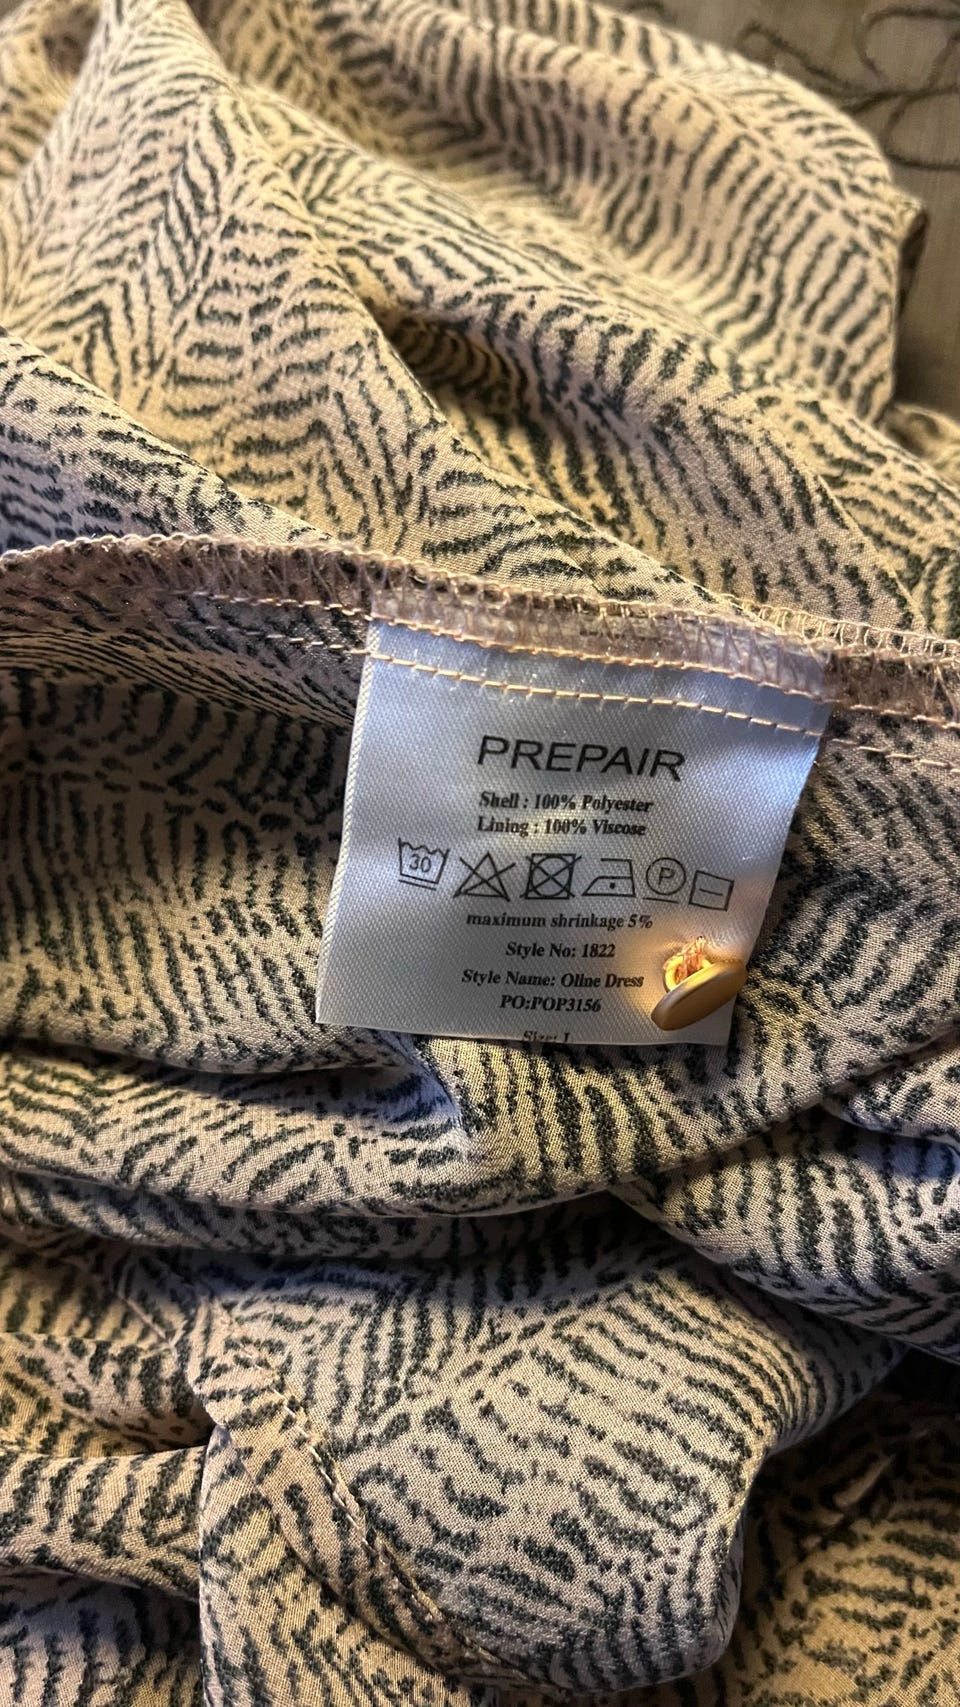 PREPAIR
Shell : 100% Polyester
Lining : 100% Viscose
30 P
maximum shrinkage 5%
Style No: 1822
Style Name: Oline Dress
PO:POP3156
Size: